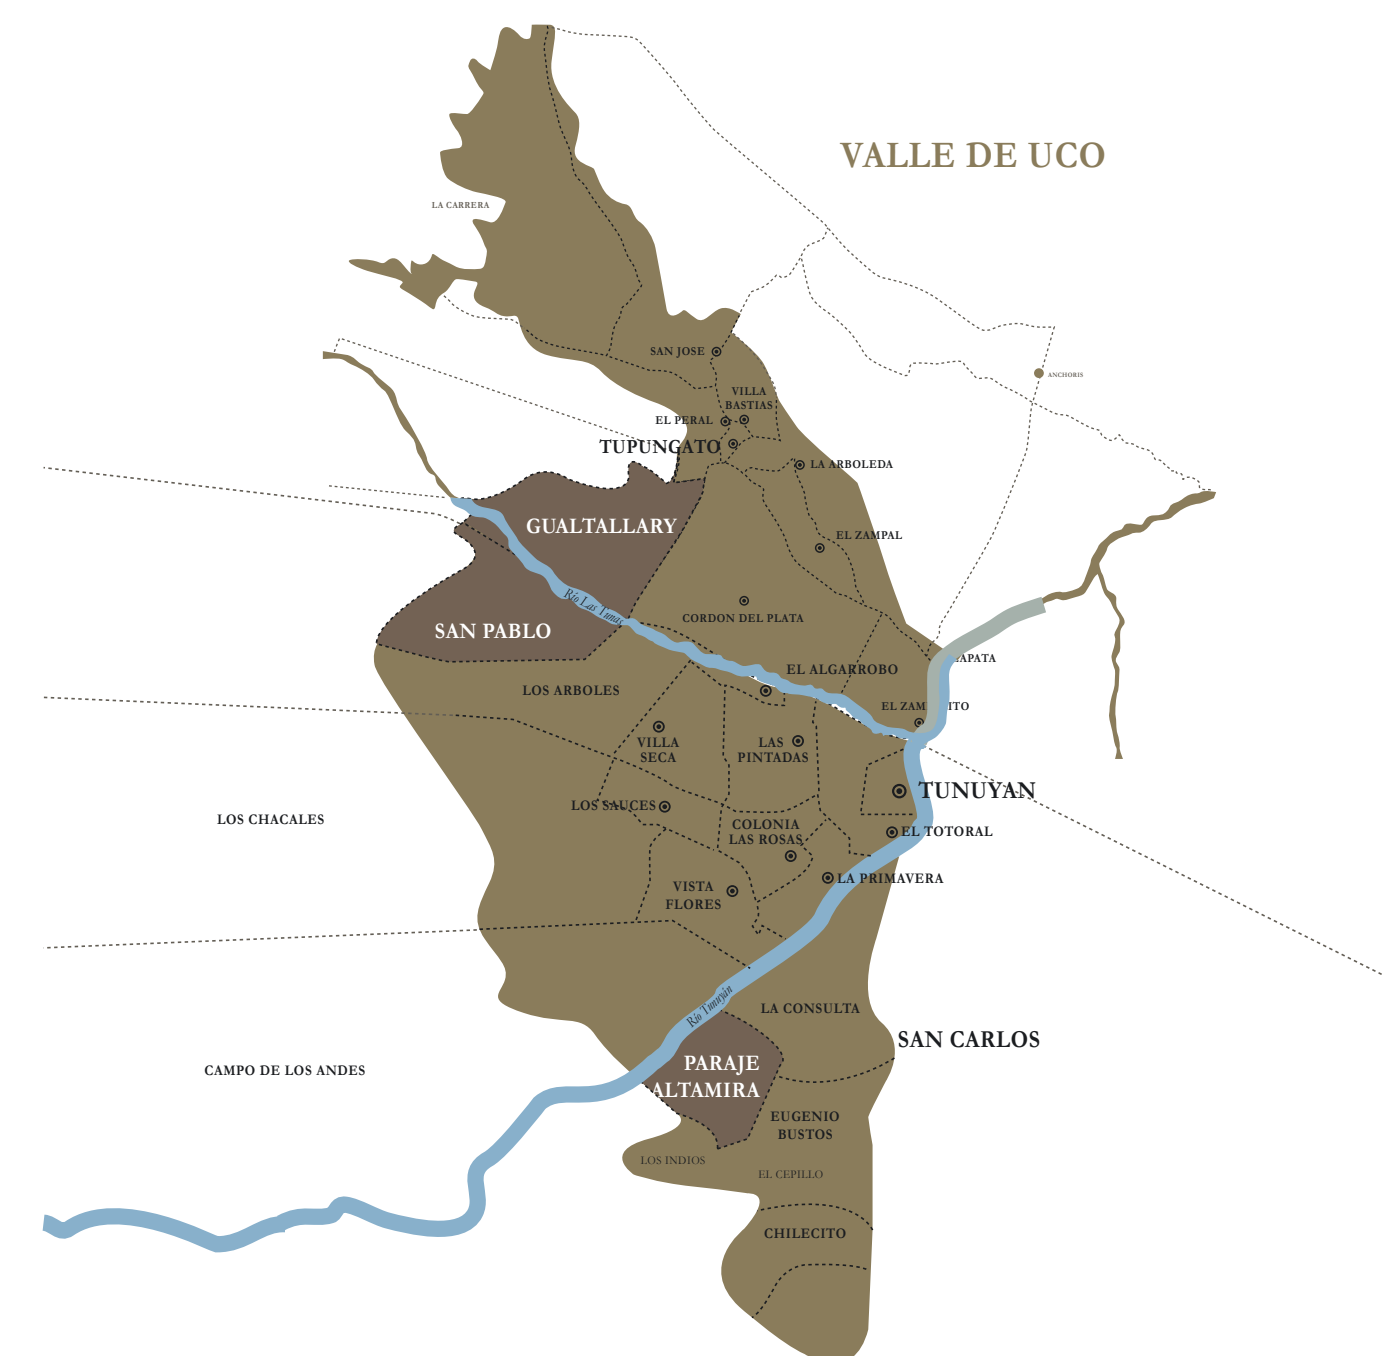 VALLE DE UCO
LA CARRERA
SAN JOSE
ANCHORIS
VILLA
BASTIAS
EL PERAL
TUPUNGATO
LA ARBOLEDA
GUALTALLARY
EL ZAMPAL
Río Las Tunas
CORDON DEL PLATA
SAN PABLO
APATA
EL ALGARROBO
LOS ARBOLES
EL ZAM ITO
VILLA
SECA
LAS
PINTADAS
TUNUYAN
LOS SAUCES
LOS CHACALES
COLONIA
LAS ROSAS
EL TOTORAL
LA PRIMAVERA
VISTA
FLORES
Río Tunuyán
LA CONSULTA
SAN CARLOS
PARAJE
ALTAMIRA
CAMPO DE LOS ANDES
EUGENIO
BUSTOS
LOS INDIOS
EL CEPILLO
CHILECITO